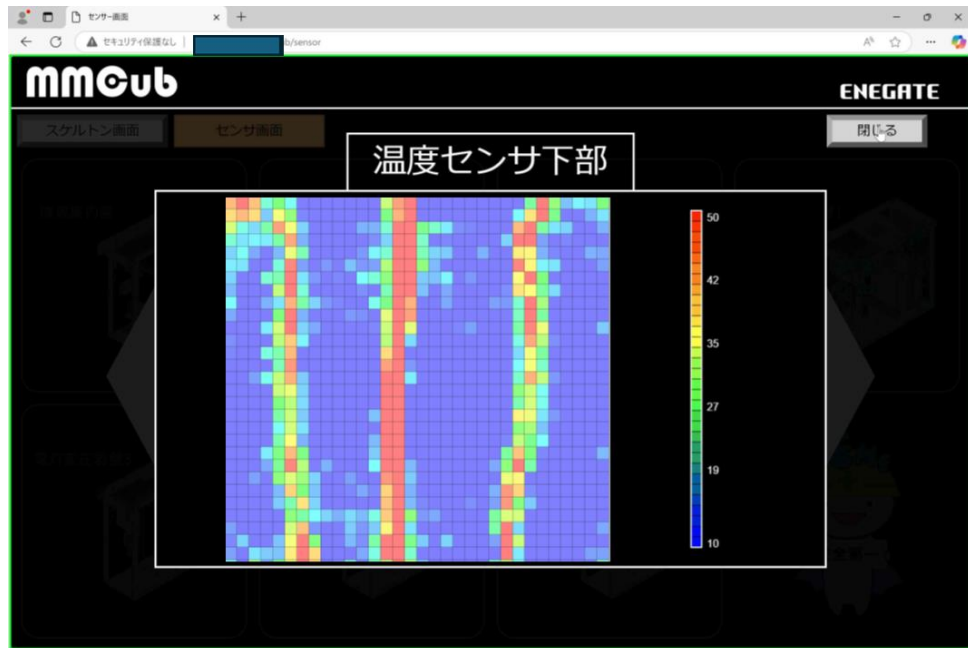 センサー画面
セキュリティ保護なし
b/sensor
MMCub
ENEGATE
スケルトン画面
センサ画面
閉じる
温度センサ下部
50
42
35
27
19
10